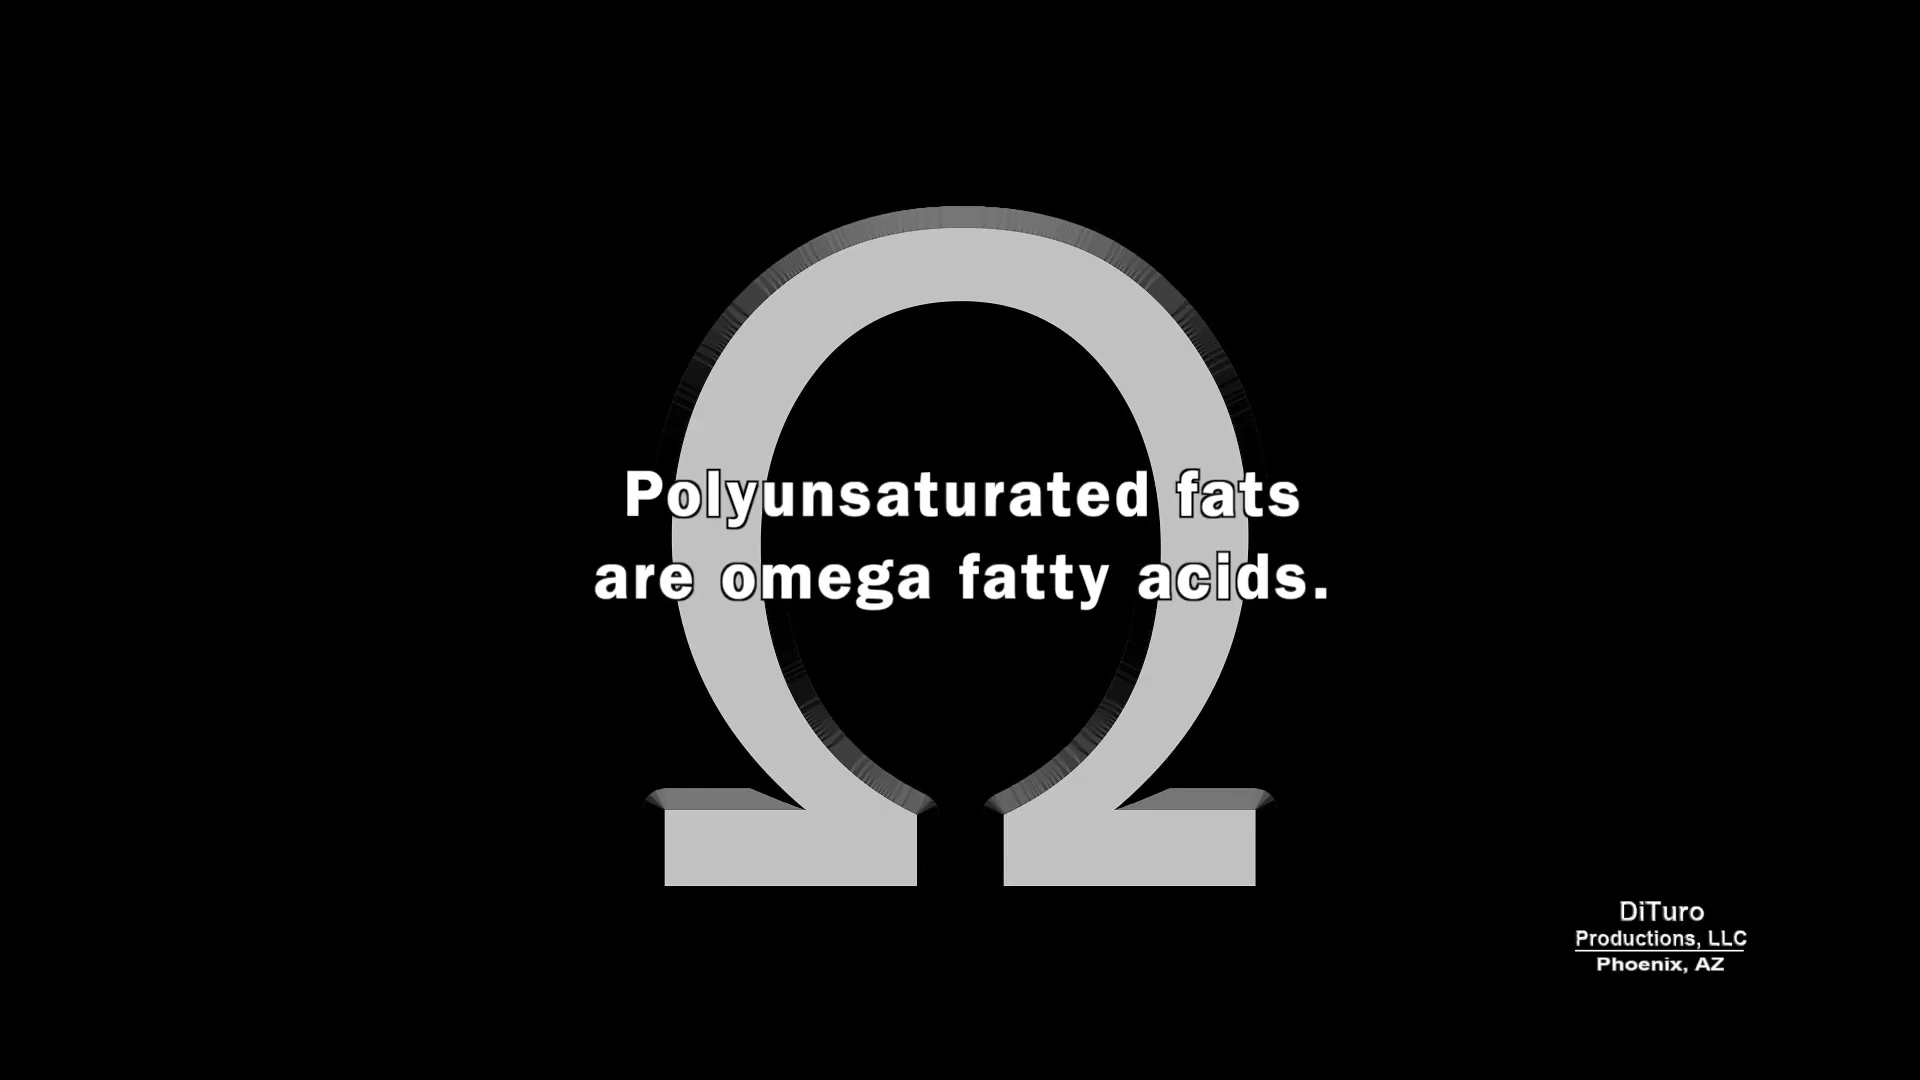 Polyunsaturated fats
are omega fatty acids.
DiTuro
Productions, LLC
Phoenix, AZ